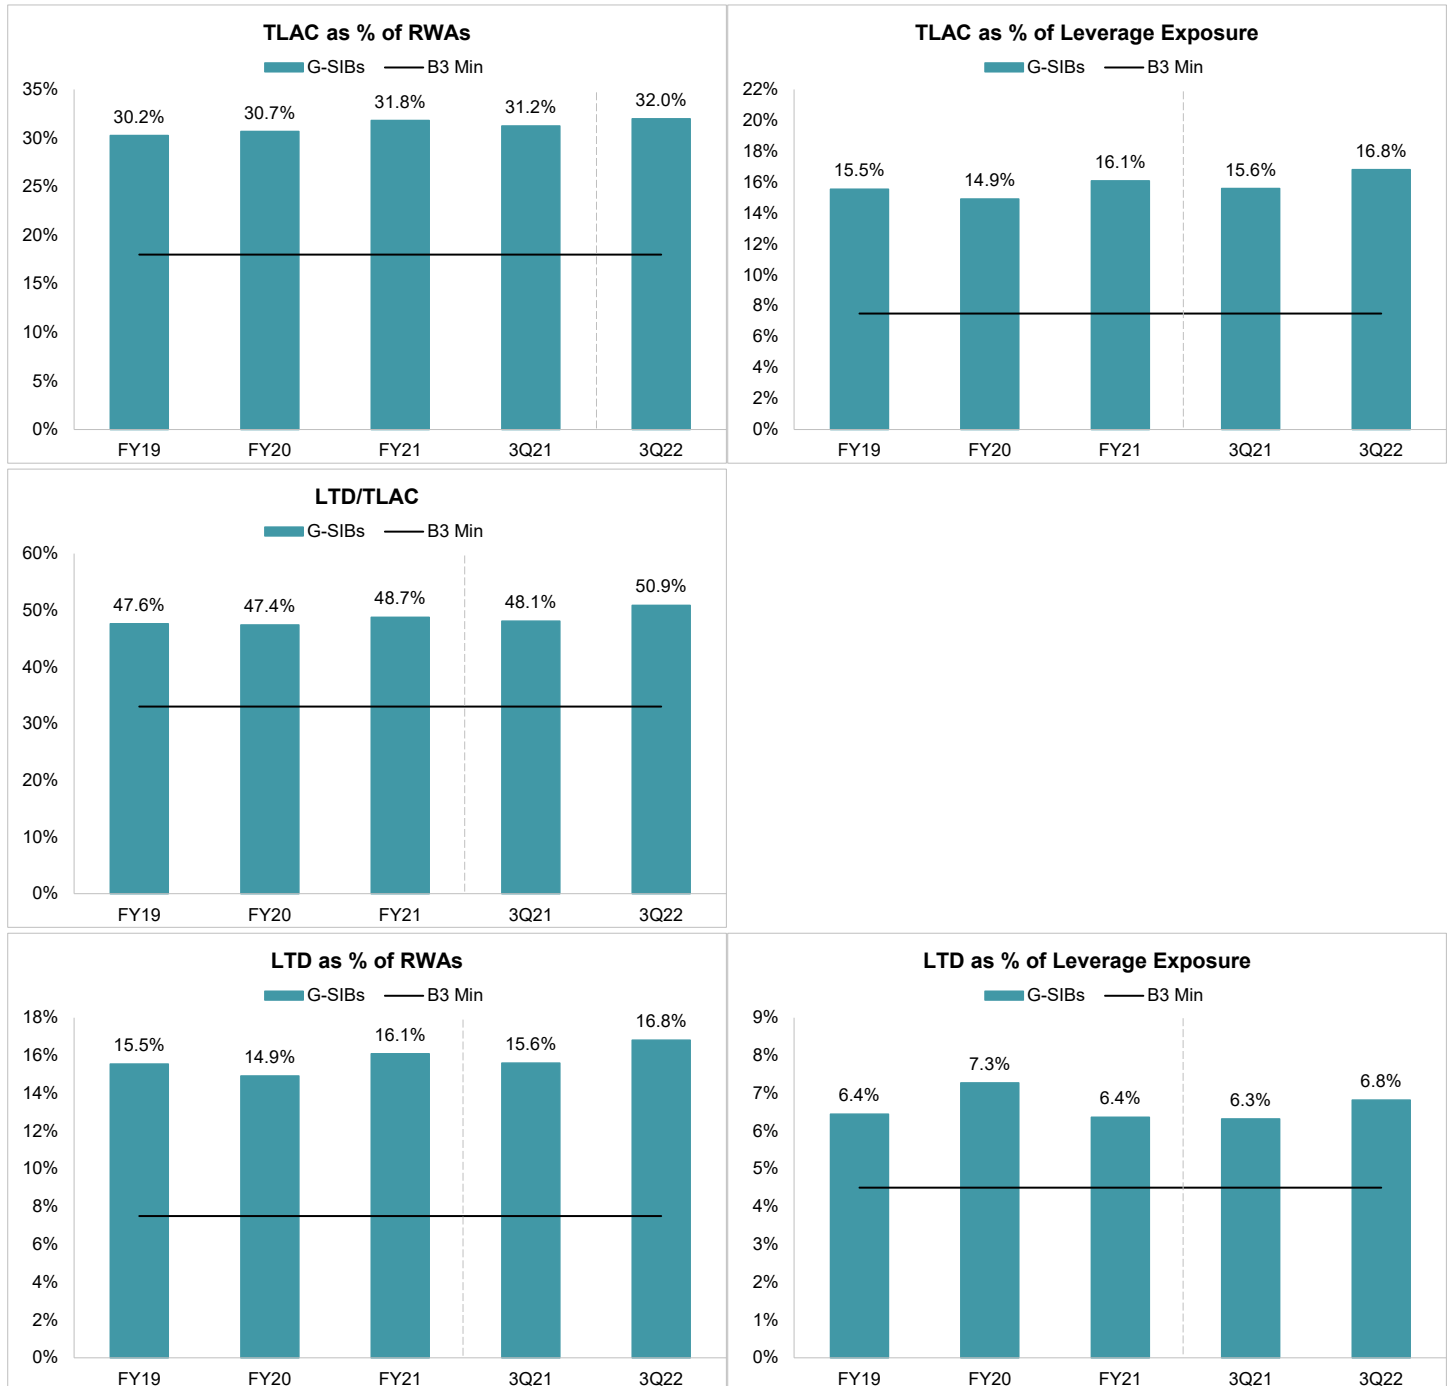 TLAC as % of RWAs
G-SIBs B3 Min
35%
30%
25%
20%
15%
10%
5%
0%
30.2% 30.7% 31.8% 31.2% 32.0%
FY19 FY20 FY21 3Q21 3Q22
TLAC as % of Leverage Exposure
G-SIBs B3 Min
22%
20%
18%
16%
14%
12%
10%
8%
6%
4%
2%
0%
15.5% 14.9% 16.1% 15.6% 16.8%
FY19 FY20 FY21 3Q21 3Q22
LTD/TLAC
G-SIBs B3 Min
60%
50%
40%
30%
20%
10%
0%
47.6% 47.4% 48.7% 48.1% 50.9%
FY19 FY20 FY21 3Q21 3Q22
LTD as % of RWAs
G-SIBs B3 Min
18%
16%
14%
12%
10%
8%
6%
4%
2%
0%
15.5% 14.9% 16.1% 15.6% 16.8%
FY19 FY20 FY21 3Q21 3Q22
LTD as % of Leverage Exposure
G-SIBs B3 Min
9%
8%
7%
6%
5%
4%
3%
2%
1%
0%
6.4% 7.3% 6.4% 6.3% 6.8%
FY19 FY20 FY21 3Q21 3Q22